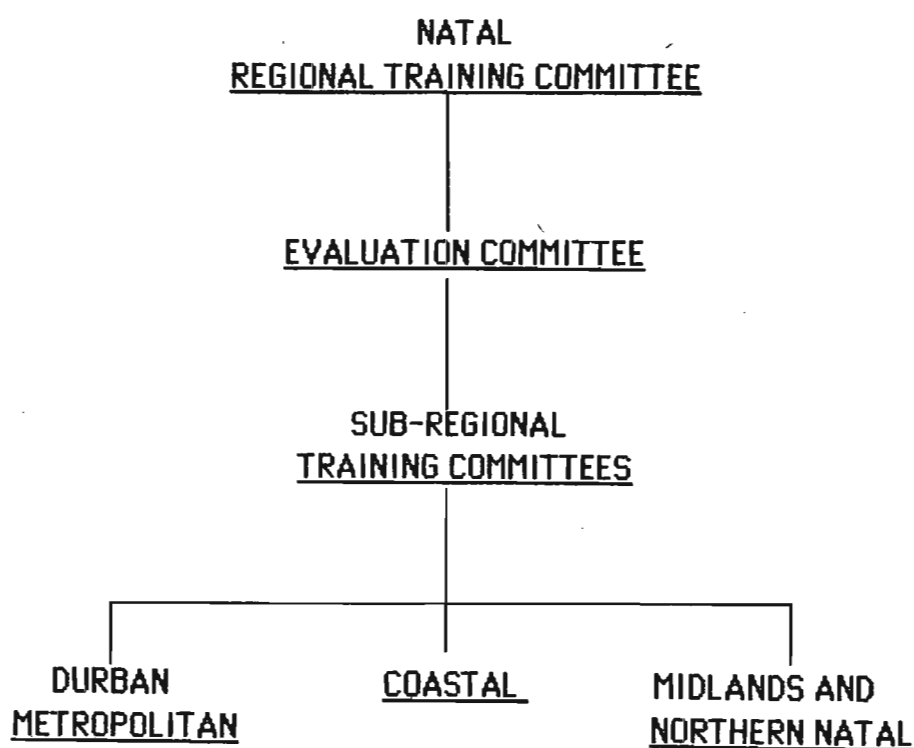 NATAL
REGIONAL TRAINING COMMITTEE
EVALUATION COMMITTEE
SUB-REGIONAL
TRAINING COMMITTEES
DURBAN
METROPOLITAN
COASTAL
MIDLANDS AND
NORTHERN NATAL